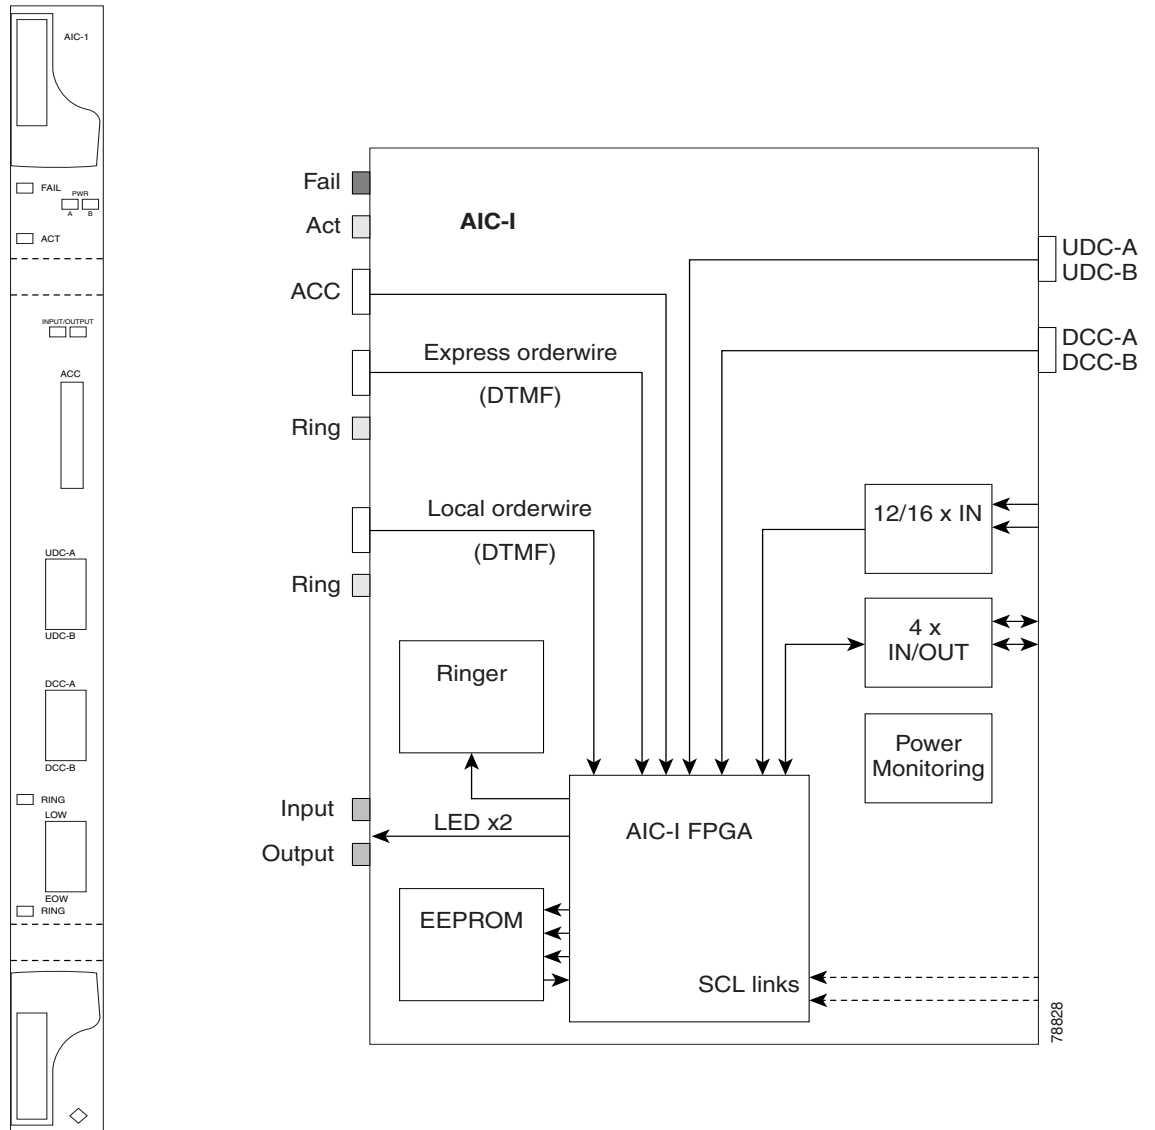 AIC-1
FAIL
PWR
A B
ACT
INPUT/OUTPUT
ACC
UDC-A
UDC-B
DCC-A
DCC-B
RING
LOW
EOW
RING
Fail
Act
AIC-I
ACC
UDC-A
UDC-B
DCC-A
DCC-B
Express orderwire
(DTMF)
Ring
Local orderwire
(DTMF)
Ring
12/16 x IN
4 x
IN/OUT
Ringer
Power
Monitoring
Input
LED x2
Output
AIC-I FPGA
EEPROM
SCL links
78828